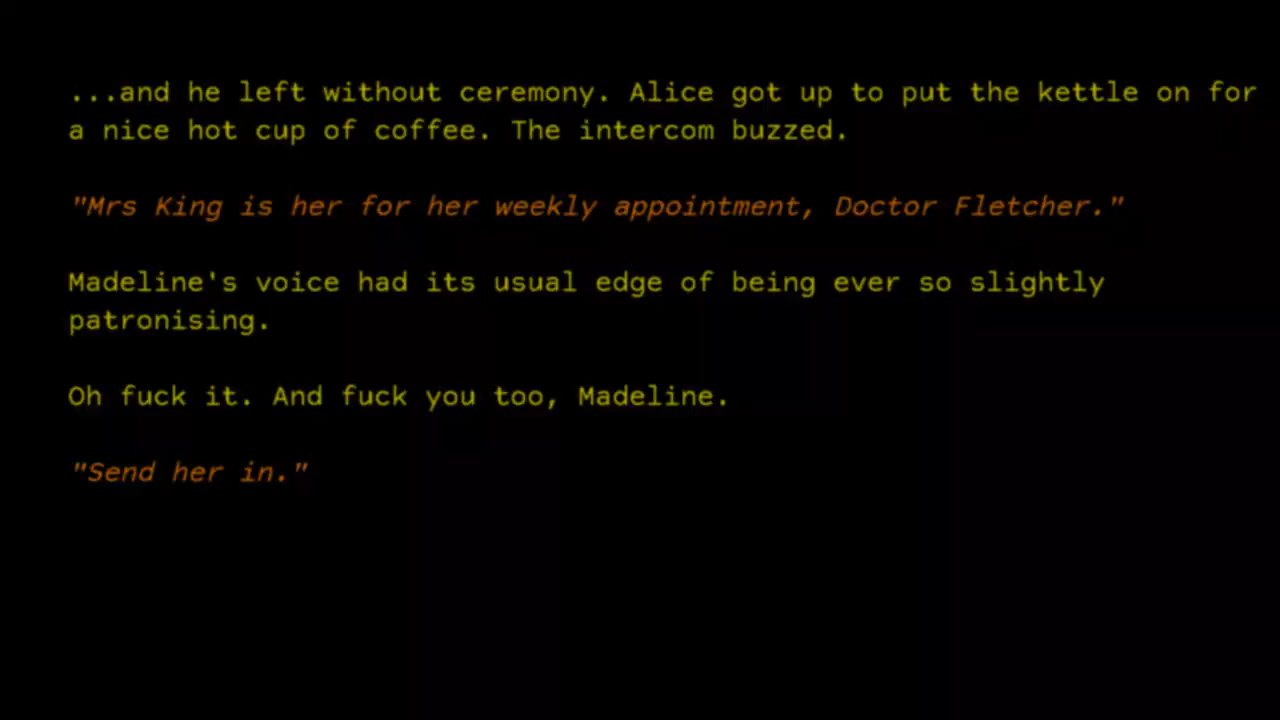 ...and he left without ceremony. Alice got up to put the kettle on for
a nice hot cup of coffee. The intercom buzzed.
"Mrs King is her for her weekly appointment, Doctor Fletcher."
Madeline's voice had its usual edge of being ever so slightly
patronising.
Oh fuck it. And fuck you too, Madeline.
"Send her in."